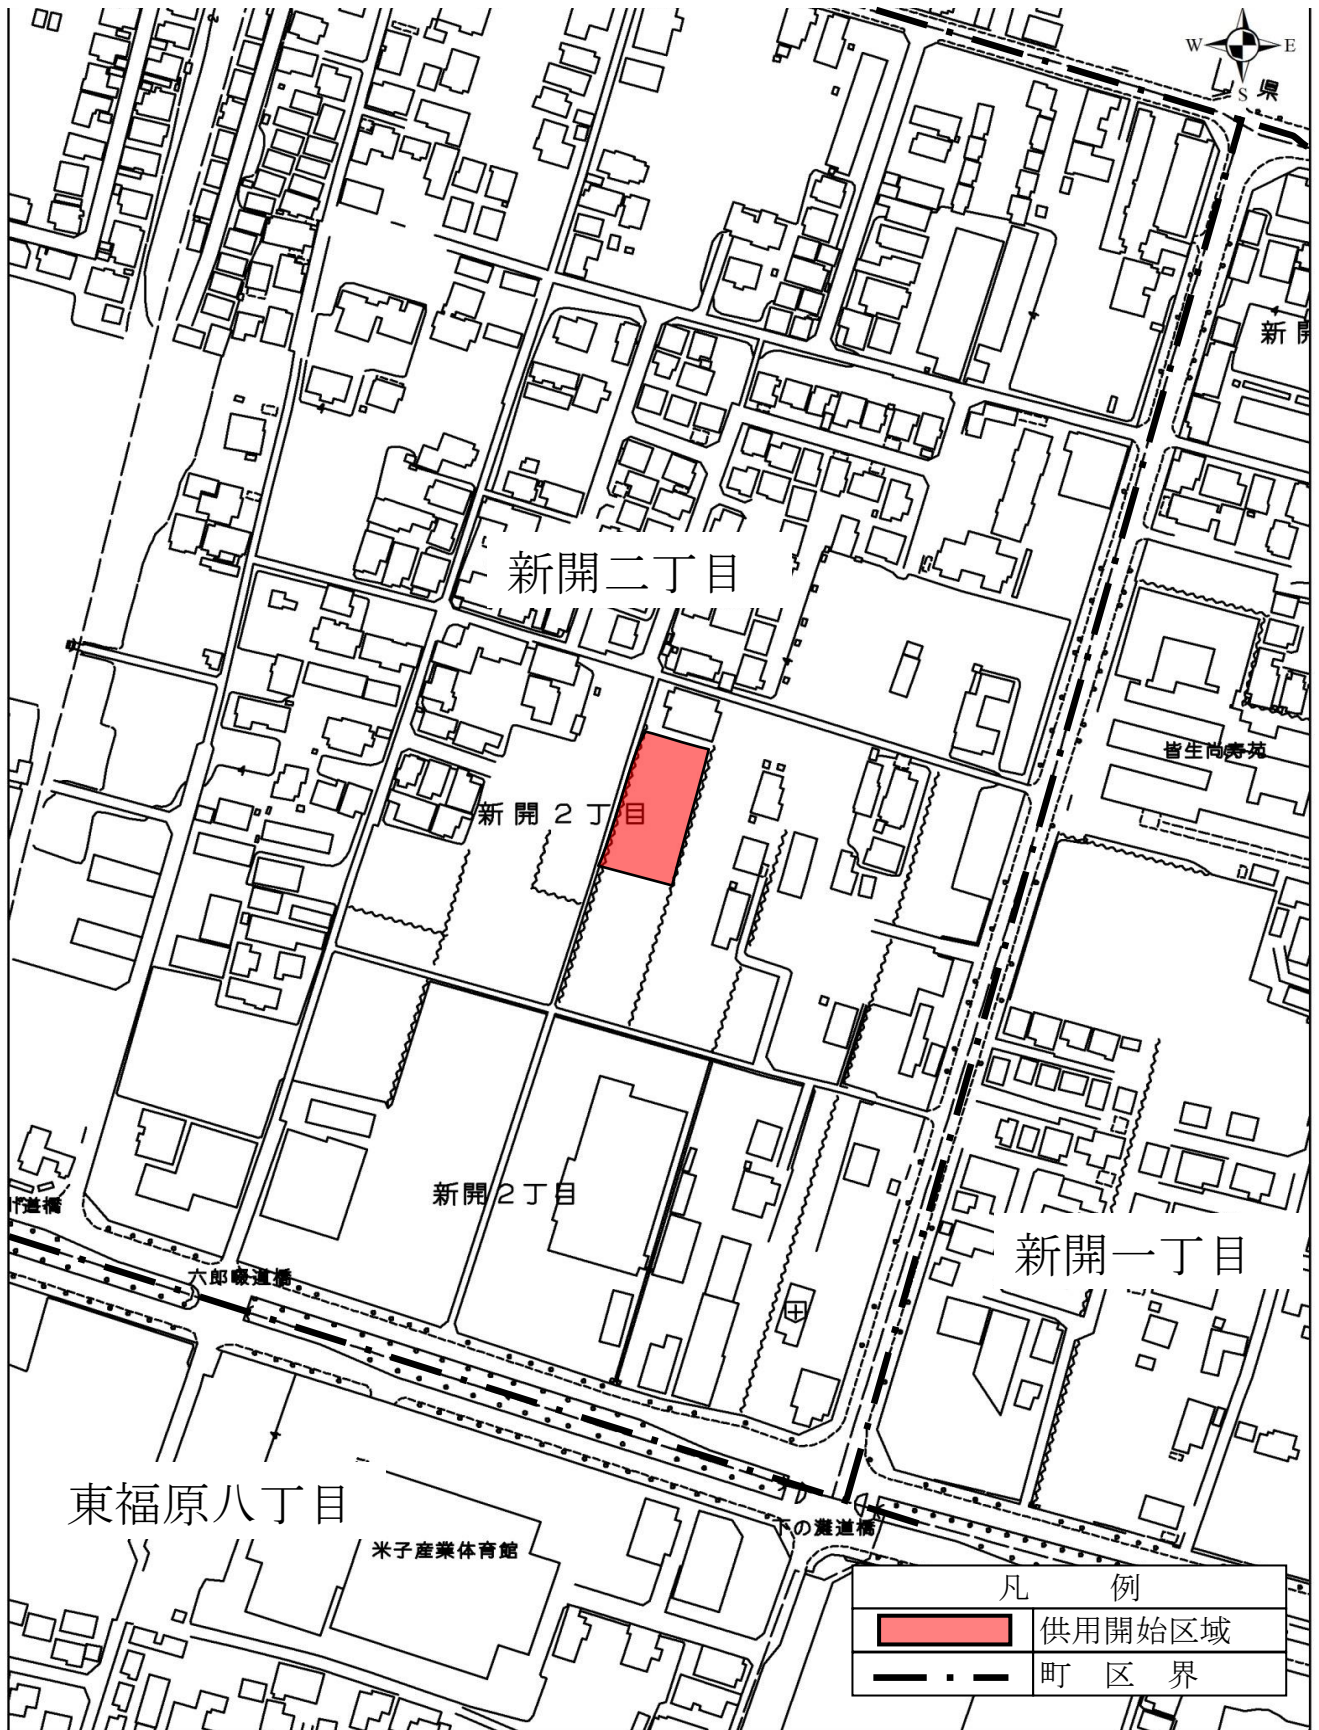 W
E
S
県
新開
新開二丁目
皆生尚寿苑
新開２丁目
新開２丁目
道橋
新開一丁目
六郎畷道橋
東福原八丁目
下の灘道橋
米子産業体育館
凡 例
供用開始区域
町 区 界